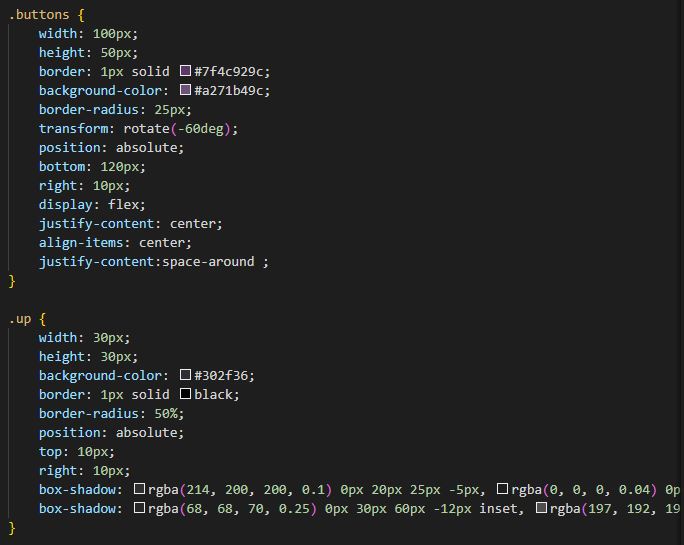 .buttons {
width: 100px;
height: 50px;
border: 1px solid #7f4c929c;
background-color: #a271b49c;
border-radius: 25px;
transform: rotate(-60deg);
position: absolute;
bottom: 120px;
right: 10px;
display: flex;
justify-content: center;
align-items: center;
justify-content:space-around ;
}
.up {
width: 30px;
height: 30px;
background-color: #302f36;
border: 1px solid black;
border-radius: 50%;
position: absolute;
top: 10px;
right: 10px;
box-shadow: rgba(214, 200, 200, 0.1) 0px 20px 25px -5px, rgba(0, 0, 0, 0.04) 0p
box-shadow: rgba(68, 68, 70, 0.25) 0px 30px 60px -12px inset, rgba(197, 192, 19
}